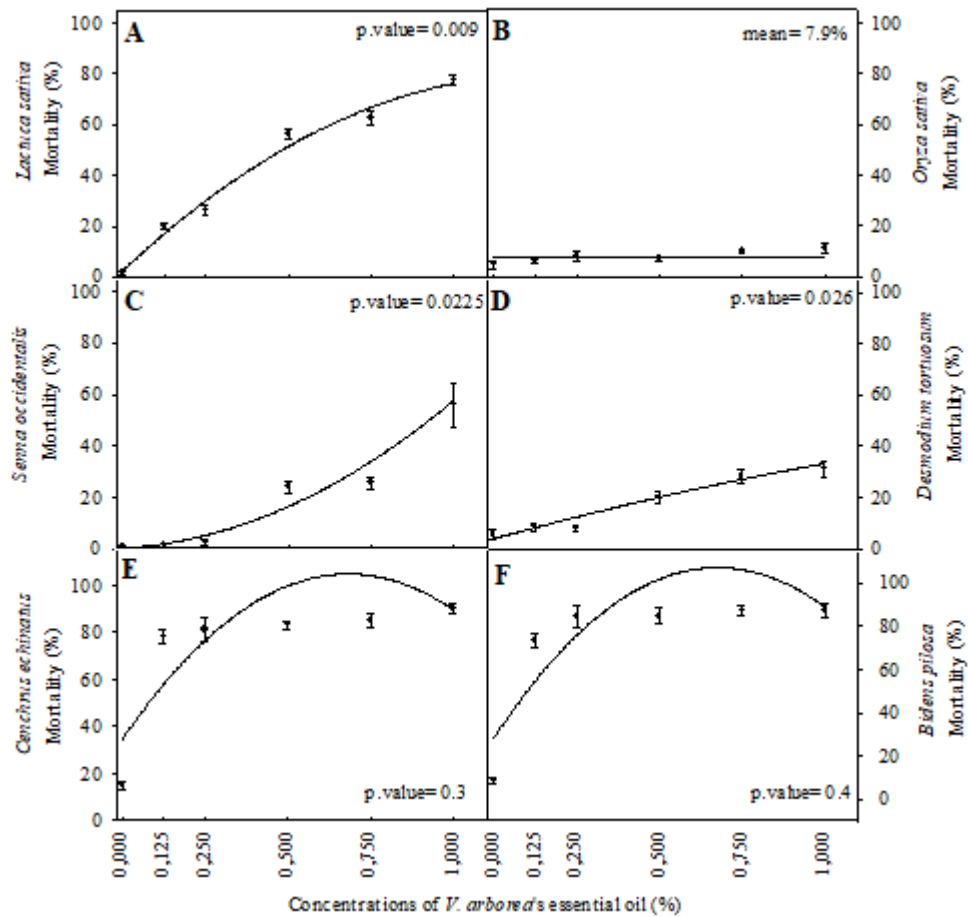 A
p.value= 0.009
B
mean= 7.9%
Lactuca sativa
Mortality (%)
100
80
60
40
20
0
100
80
60
40
20
0
Oryza sativa
Mortality (%)
C
p.value= 0.0225
D
p.value= 0.026
Senna occidentalis
Mortality (%)
100
80
60
40
20
0
100
80
60
40
20
0
Desmodium tortuosum
Mortality (%)
E
p.value= 0.3
F
p.value= 0.4
Cenchrus echinatus
Mortality (%)
100
80
60
40
20
0
100
80
60
40
20
0
Bidens pilosa
Mortality (%)
0,000
0,125
0,250
0,500
0,750
1,000
0,000
0,125
0,250
0,500
0,750
1,000
Concentrations of V. arborea's essential oil (%)